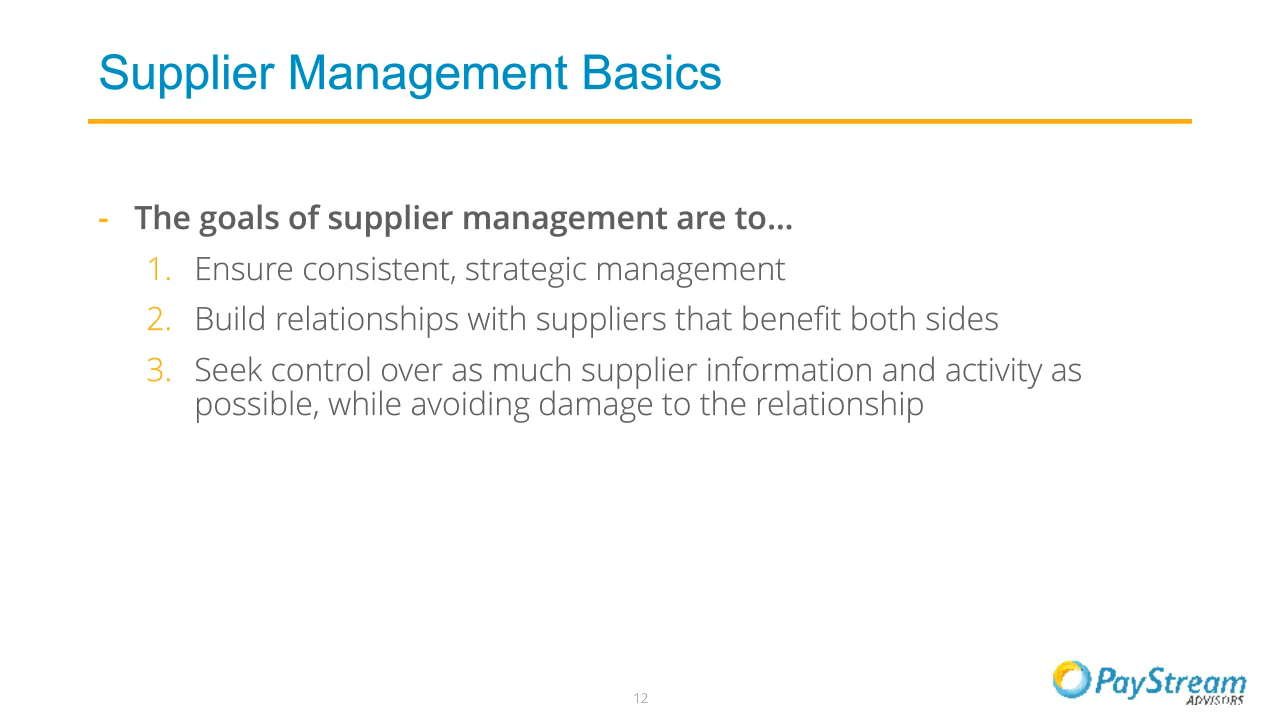 Supplier Management Basics
- The goals of supplier management are to...
1. Ensure consistent, strategic management
2. Build relationships with suppliers that benefit both sides
3. Seek control over as much supplier information and activity as
possible, while avoiding damage to the relationship
12
PayStream
ADVISORS